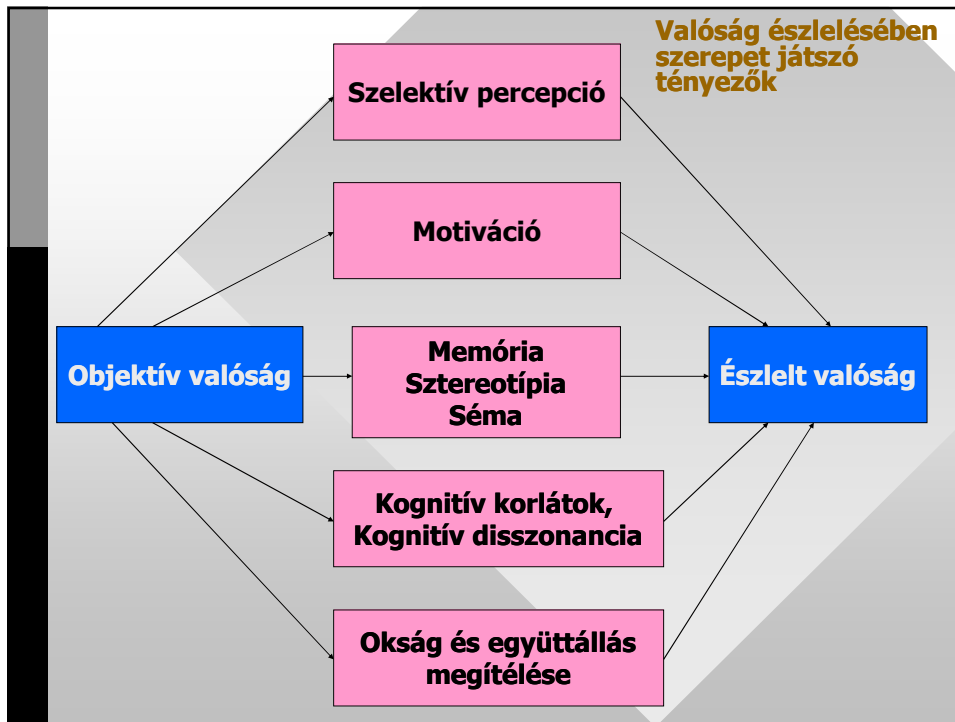 Valóság észlelésében
szerepet játszó
tényezők
Szelektív percepció
Motiváció
Objektív valóság
Memória
Sztereotípia
Séma
Észlelt valóság
Kognitív korlátok,
Kognitív disszonancia
Okság és együttállás
megítélése